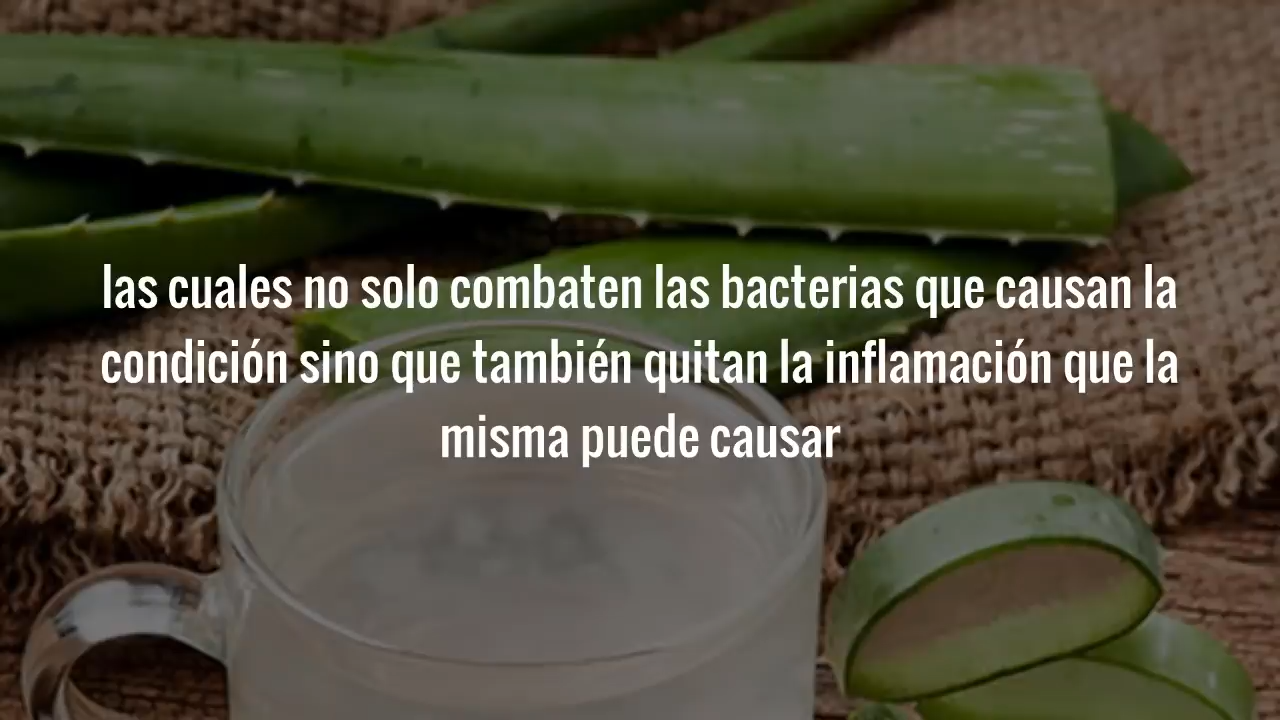 las cuales no solo combaten las bacterias que causan la
condición sino que también quitan la inflamación que la
misma puede causar